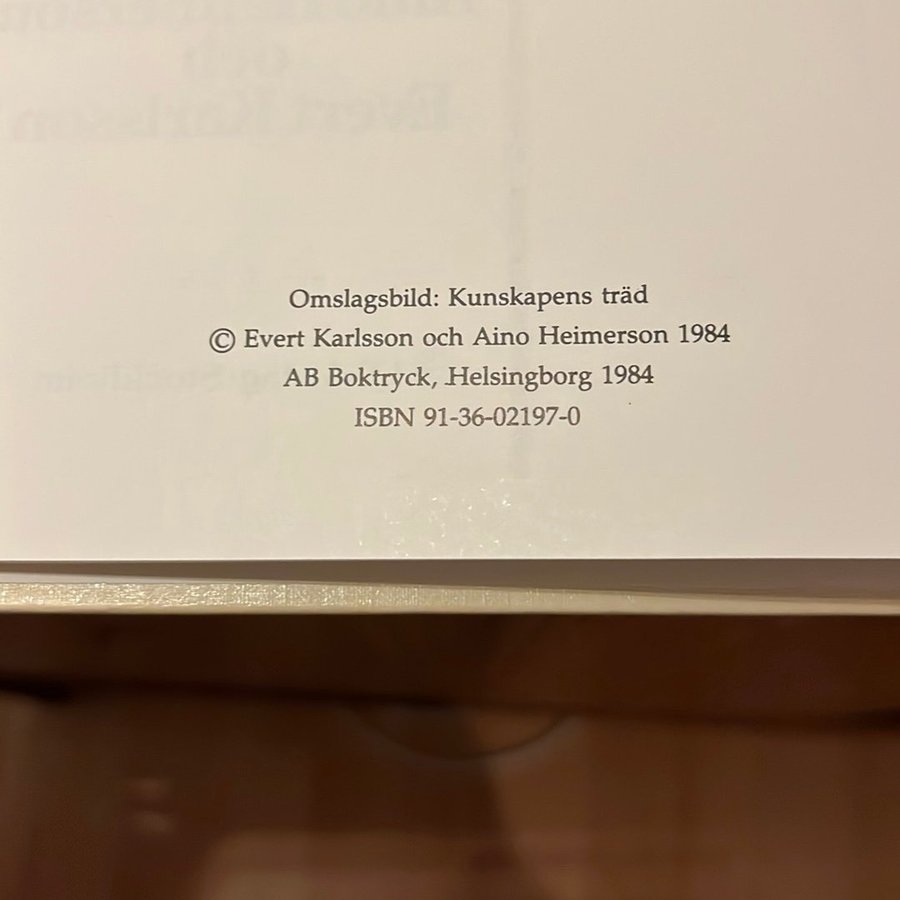 Omslagsbild: Kunskapens träd
© Evert Karlsson och Aino Heimerson 1984
AB Boktryck, Helsingborg 1984
ISBN 91-36-02197-0